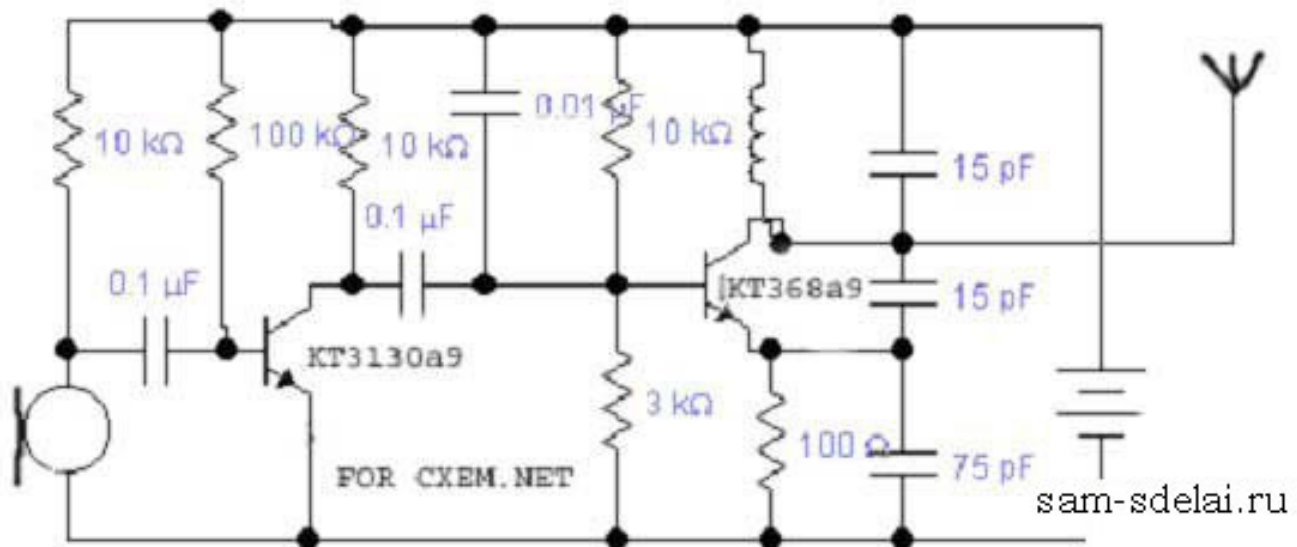 10 kΩ
100 kΩ
10 kΩ
0.01 µF
10 kΩ
15 pF
0.1 µF
0.1 µF
KT368a9
15 pF
KT3130a9
3 kΩ
100 Ω
75 pF
FOR CXEM.NET
sam-sdelai.ru